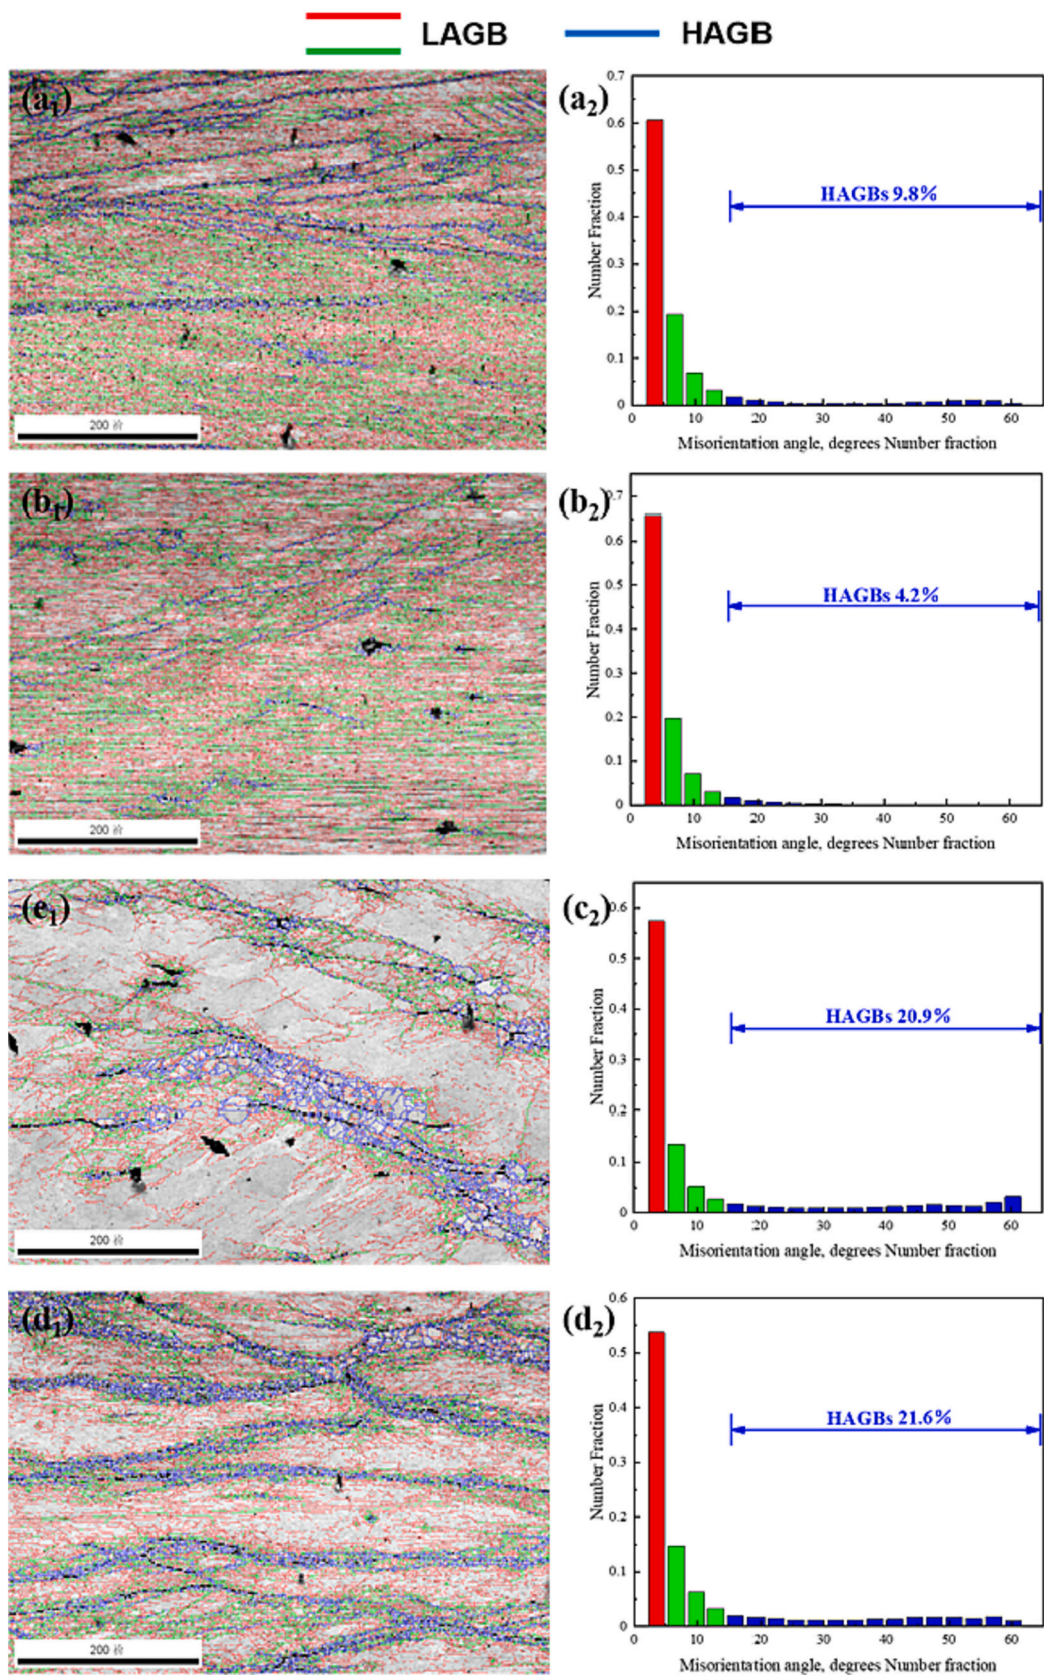 LAGB HAGB
(a1)
200 ㎛
(a2)
0.7
0.6
0.5
0.4
0.3
0.2
0.1
0
Number Fraction
HAGBs 9.8%
10 20 30 40 50 60
Misorientation angle, degrees Number fraction
(b1)
200
(b2)
0.7
0.6
0.5
0.4
0.3
0.2
0.1
0
Number Fraction
HAGBs 4.2%
10 20 30 40 50 60
Misorientation angle, degrees Number fraction
(e1)
200
(c2)
0.6
0.5
0.4
0.3
0.2
0.1
0
Number Fraction
HAGBs 20.9%
10 20 30 40 50 60
Misorientation angle, degrees Number fraction
(d1)
200
(d2)
0.6
0.5
0.4
0.3
0.2
0.1
0
Number Fraction
HAGBs 21.6%
10 20 30 40 50 60
Misorientation angle, degrees Number fraction